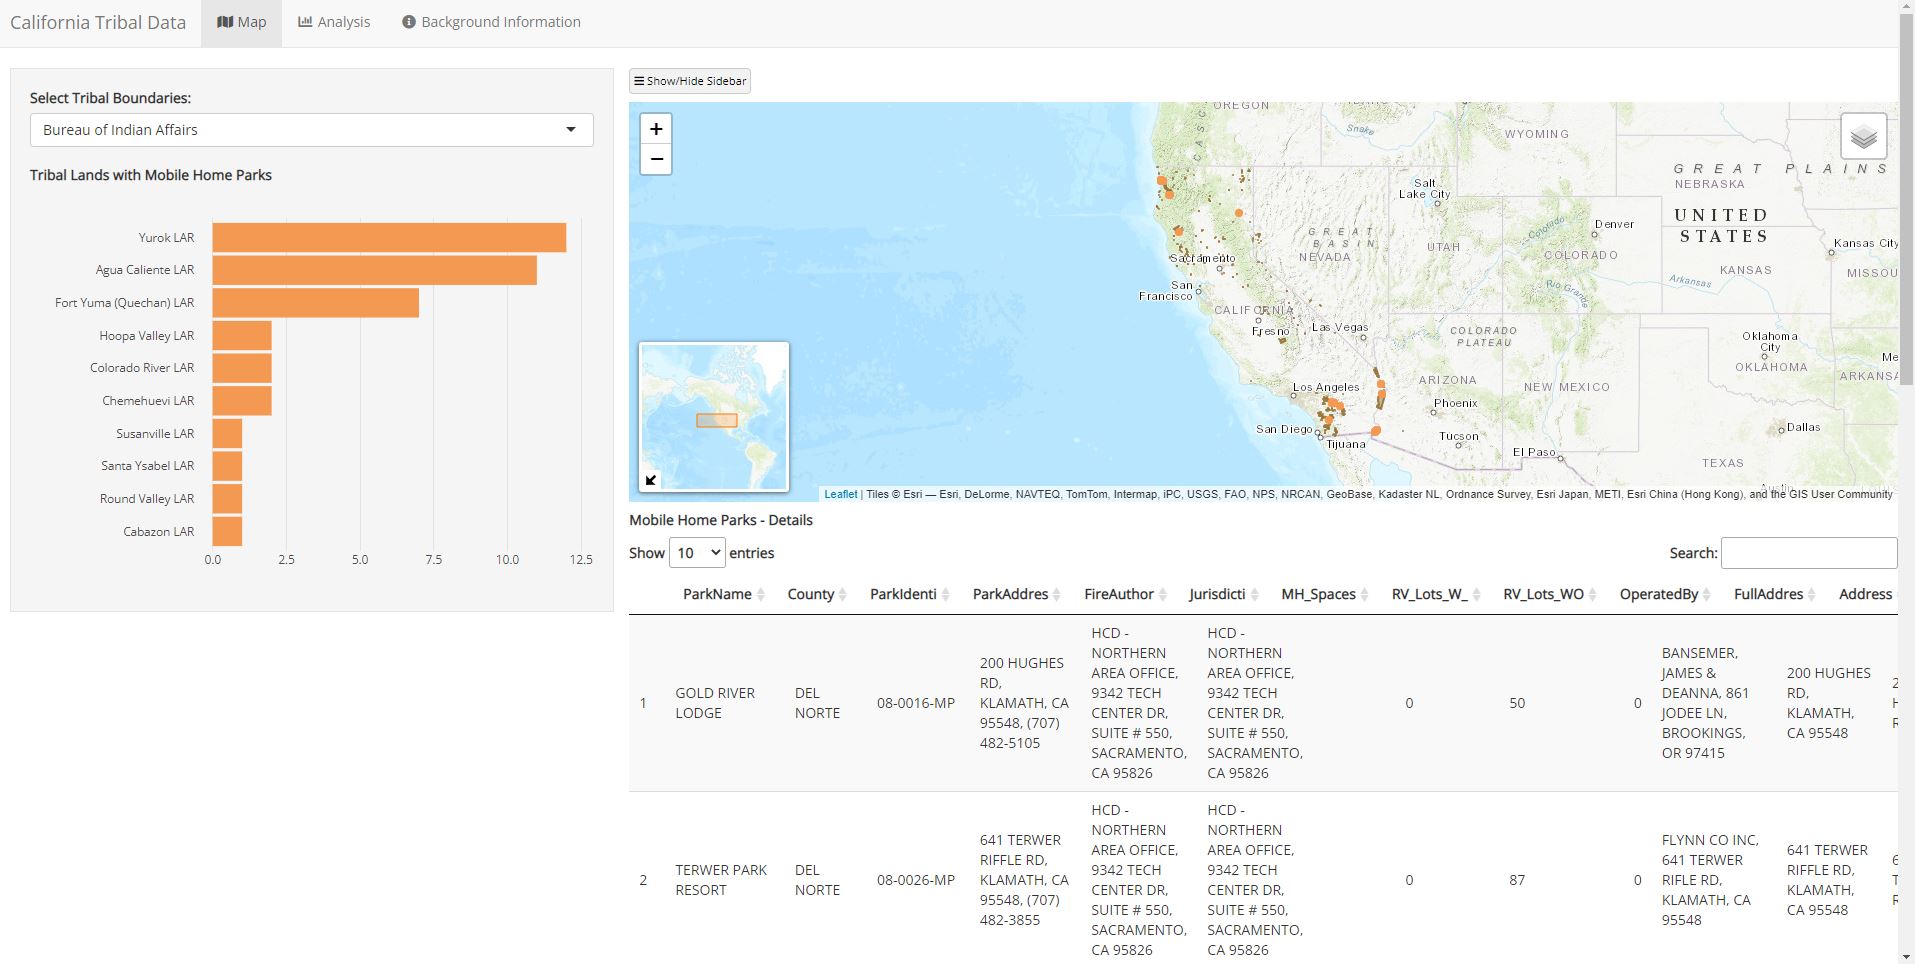 California Tribal Data
Map
Analysis
Background Information
Select Tribal Boundaries:
Bureau of Indian Affairs
Tribal Lands with Mobile Home Parks
Yurok LAR
Agua Caliente LAR
Fort Yuma (Quechan) LAR
Hoopa Valley LAR
Colorado River LAR
Chemehuevi LAR
Susanville LAR
Santa Ysabel LAR
Round Valley LAR
Cabazon LAR
0.0 2.5 5.0 7.5 10.0 12.5
Show/Hide Sidebar
+
−
OREGON
Snake
WYOMING
GREAT PLAINS
NEBRASKA
Salt
Lake City
UNITED
STATES
Denver
Kansas City
GREAT
BASIN
NEVADA
UTAH
Colorado
COLORADO
KANSAS
MISSOU
Arkansas
Rio Grande
Sacramento
San
Francisco
CALIFORNIA
Fresno
Las Vegas
COLORADO
PLATEAU
Oklahoma
City
OKLAHOMA
Me
ARKANSA
Los Angeles
ARIZONA
NEW MEXICO
Phoenix
San Diego
Tijuana
Tucson
El Paso
Dallas
TEXAS
Austin
Leaflet | Tiles © Esri — Esri, DeLorme, NAVTEQ, TomTom, Intermap, iPC, USGS, FAO, NPS, NRCAN, GeoBase, Kadaster NL, Ordnance Survey, Esri Japan, METI, Esri China (Hong Kong), and the GIS User Community
Mobile Home Parks - Details
Show 10 entries
Search:
ParkName County ParkIdenti ParkAddres FireAuthor Jurisdicti MH_Spaces RV_Lots_W_ RV_Lots_WO OperatedBy FullAddres Address
1
GOLD RIVER
LODGE
DEL
NORTE
08-0016-MP
200 HUGHES
RD,
KLAMATH, CA
95548, (707)
482-5105
HCD -
NORTHERN
AREA OFFICE,
9342 TECH
CENTER DR,
SUITE # 550,
SACRAMENTO,
CA 95826
HCD -
NORTHERN
AREA OFFICE,
9342 TECH
CENTER DR,
SUITE # 550,
SACRAMENTO,
CA 95826
0
50
0
BANSEMER,
JAMES &
DEANNA, 861
JODEE LN,
BROOKINGS,
OR 97415
200 HUGHES
RD,
KLAMATH,
CA 95548
2
TERWER PARK
RESORT
DEL
NORTE
08-0026-MP
641 TERWER
RIFFLE RD,
KLAMATH, CA
95548, (707)
482-3855
HCD -
NORTHERN
AREA OFFICE,
9342 TECH
CENTER DR,
SUITE # 550,
SACRAMENTO,
CA 95826
HCD -
NORTHERN
AREA OFFICE,
9342 TECH
CENTER DR,
SUITE # 550,
SACRAMENTO,
CA 95826
0
87
0
FLYNN CO INC,
641 TERWER
RIFLE RD,
KLAMATH, CA
95548
641 TERWER
RIFFLE RD,
KLAMATH,
CA 95548